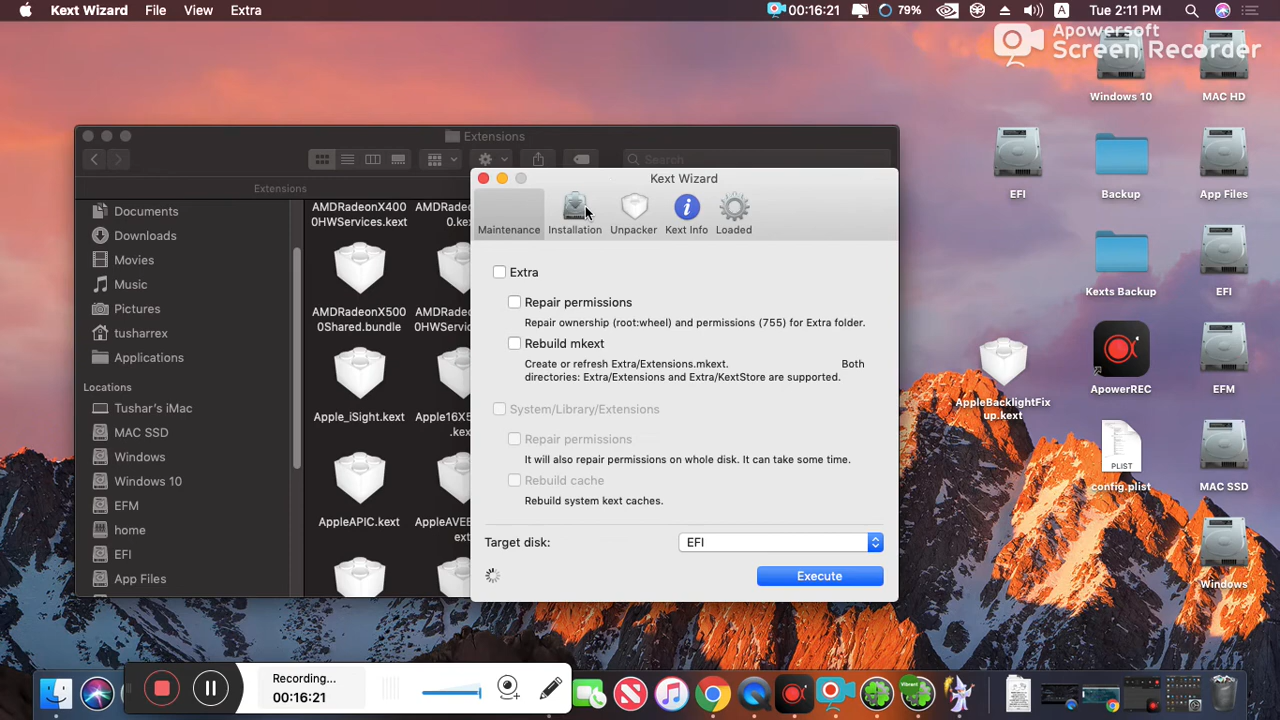 Kext Wizard File View Extra 00:16:21 79% A Tue 2:11 PM
Apowersoft
Screen Recorder
Windows 10 MAC HD
Extensions
Search
Extensions
Kext Wizard
Maintenance Installation Unpacker Kext Info Loaded
EFI Backup App Files
Documents
Downloads
Movies
Music
Pictures
tusharrex
Applications
Locations
Tushar's iMac
MAC SSD
Windows
Windows 10
EFM
home
EFI
App Files
AMDRadeonX400
0HWServices.kext
AMDRadeonX500
0Shared.bundle
Apple_iSight.kext
AppleAPIC.kext
Extra
Repair permissions
Repair ownership (root:wheel) and permissions (755) for Extra folder.
Rebuild mkext
Create or refresh Extra/Extensions.mkext. Both
directories: Extra/Extensions and Extra/KextStore are supported.
System/Library/Extensions
Repair permissions
It will also repair permissions on whole disk. It can take some time.
Rebuild cache
Rebuild system kext caches.
Target disk: EFI
Execute
Kexts Backup EFI
AppleBacklightFix
up.kext
ApowerREC EFM
PLIST
config.plist MAC SSD
Windows
Recording...
00:16:21